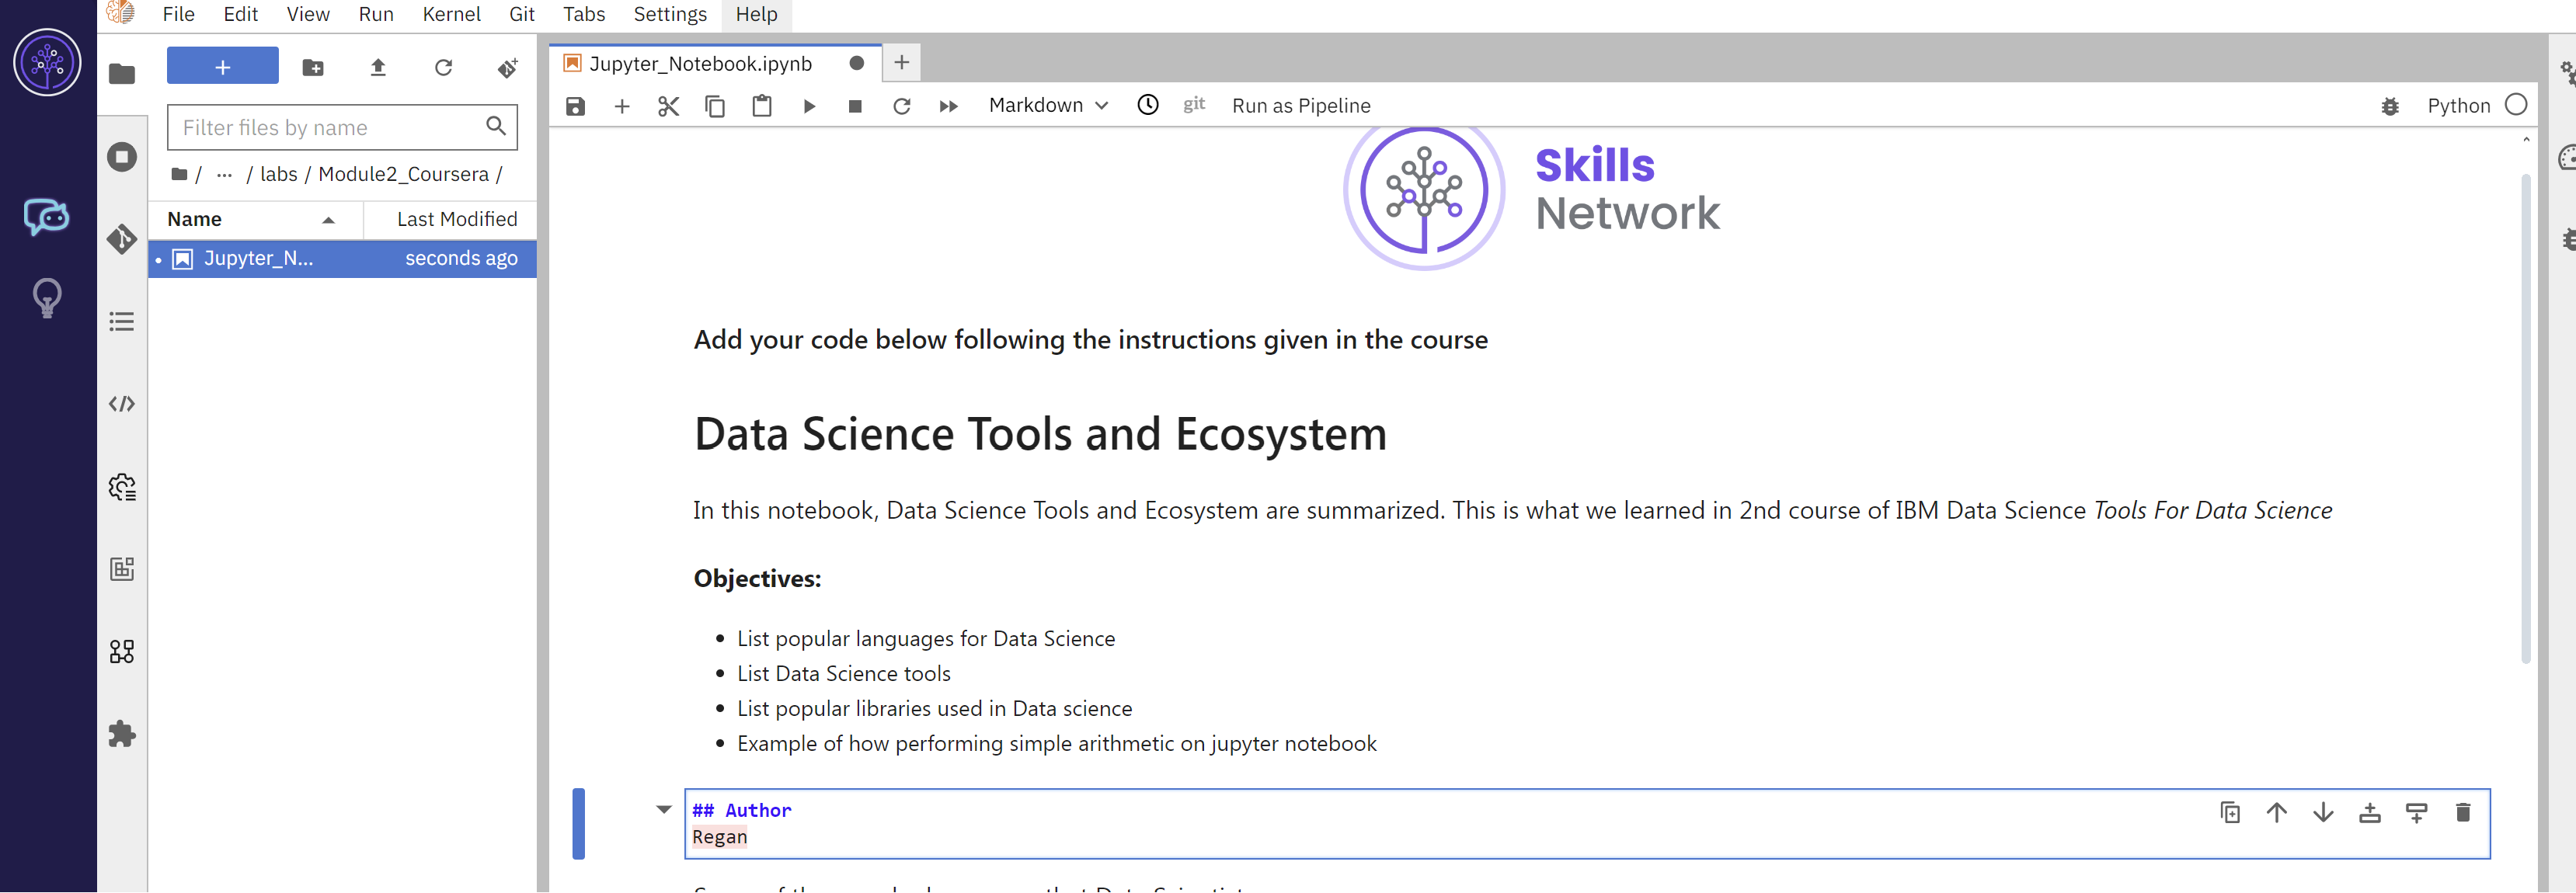 File Edit View Run Kernel Git Tabs Settings Help
+
Filter files by name
/ ... / labs / Module2_Coursera /
Name Last Modified
Jupyter_N... seconds ago
Jupyter_Notebook.ipynb
Markdown git Run as Pipeline Python
Skills
Network
Add your code below following the instructions given in the course
Data Science Tools and Ecosystem
In this notebook, Data Science Tools and Ecosystem are summarized. This is what we learned in 2nd course of IBM Data Science Tools For Data Science
Objectives:
• List popular languages for Data Science
• List Data Science tools
• List popular libraries used in Data science
• Example of how performing simple arithmetic on jupyter notebook
## Author
Regan